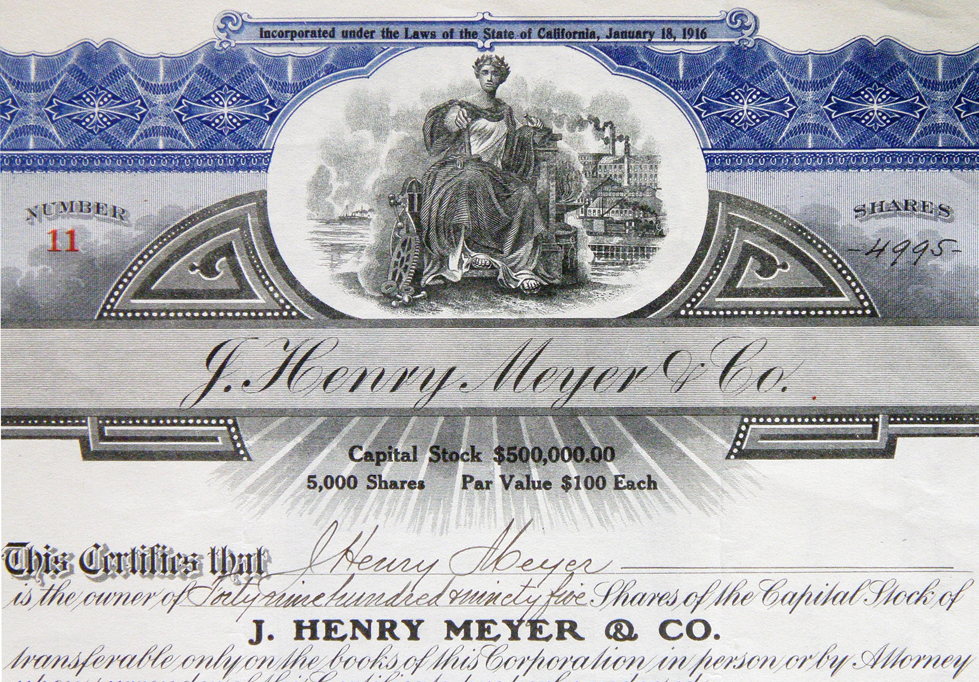 Incorporated under the Laws of the State of California, January 18, 1916
NUMBER
11
SHARES
-4995-
J. Henry Meyer & Co.
Capital Stock $500,000.00
5,000 Shares Par Value $100 Each
This Certifies that J Henry Meyer
is the owner of Forty nine hundred & ninety five Shares of the Capital Stock of
J. HENRY MEYER & CO.
transferable only on the books of this Corporation in person or by Attorney